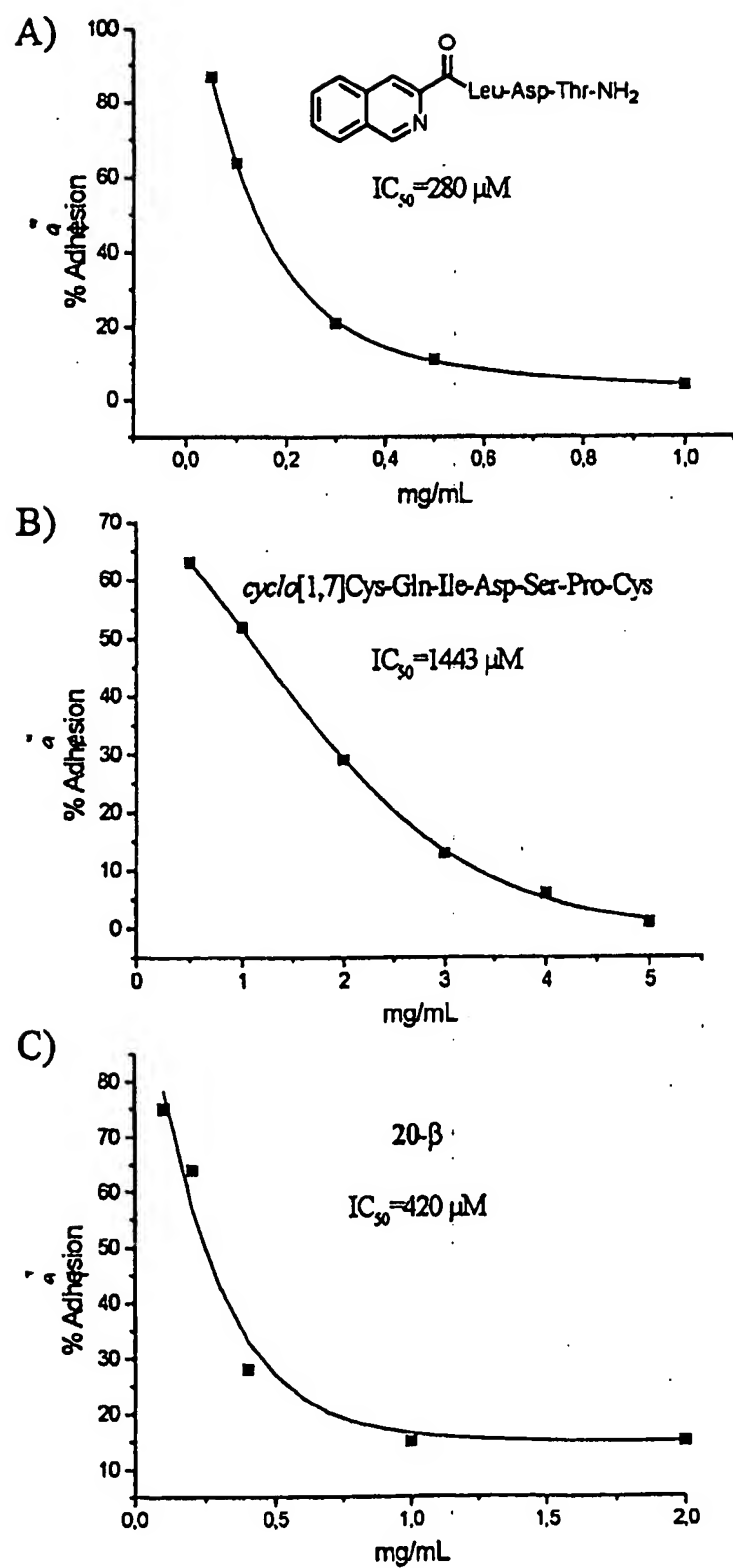 A)
100
80
60
40
20
0
% Adhesion
O
N
Leu-Asp-Thr-NH₂
IC₅₀=280 µM
0,0 0,2 0,4 0,6 0,8 1,0
mg/mL
B)
70
60
50
40
30
20
10
0
% Adhesion
cyclo[1,7]Cys-Gln-Ile-Asp-Ser-Pro-Cys
IC₅₀=1443 µM
0 1 2 3 4 5
mg/mL
C)
80
70
60
50
40
30
20
10
% Adhesion
20-β
IC₅₀=420 µM
0,0 0,5 1,0 1,5 2,0
mg/mL